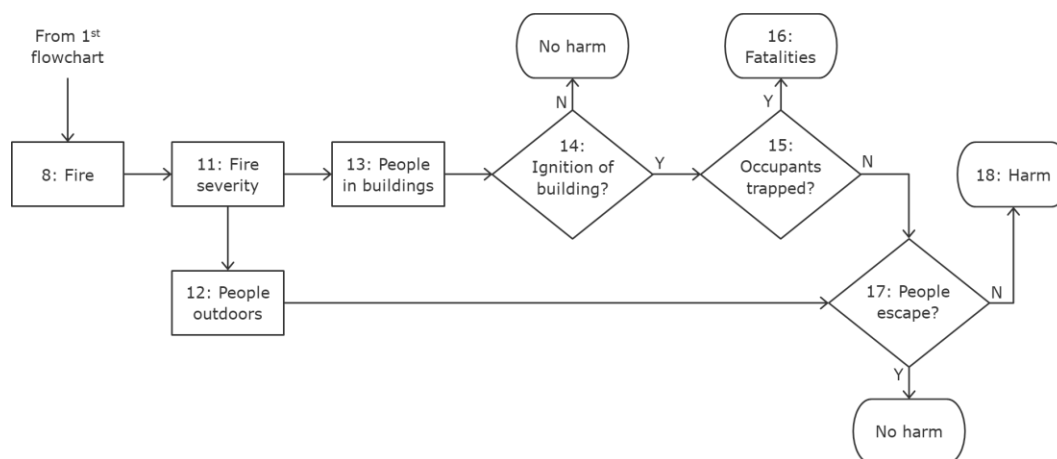 From 1st
flowchart
8: Fire
11: Fire
severity
13: People
in buildings
N
No harm
14:
Ignition of
building?
Y
16:
Fatalities
Y
15:
Occupants
trapped?
N
18: Harm
12: People
outdoors
17: People
escape?
N
Y
No harm